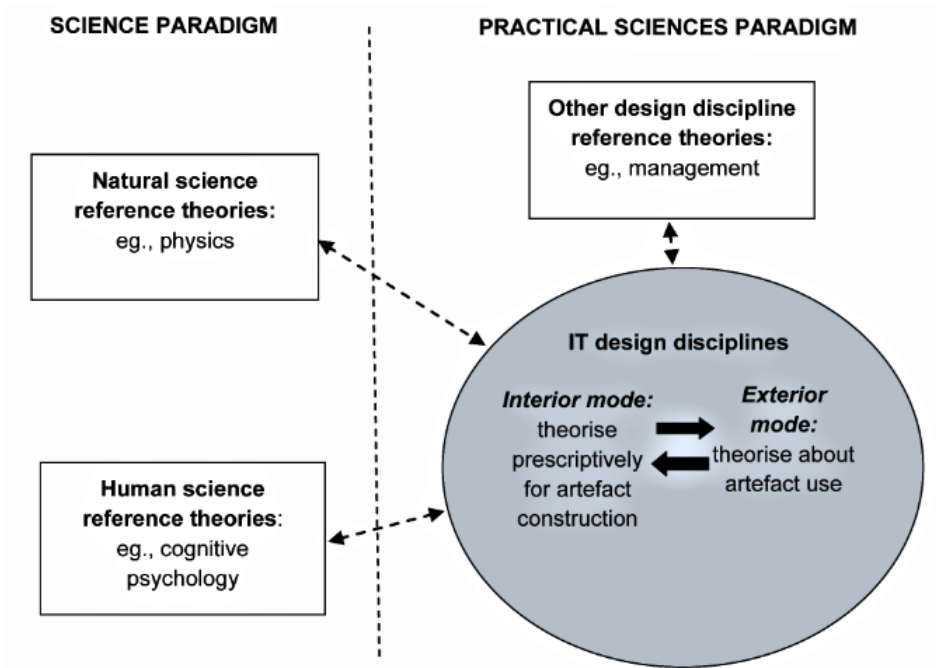 SCIENCE PARADIGM
PRACTICAL SCIENCES PARADIGM
Other design discipline
reference theories:
eg., management
Natural science
reference theories:
eg., physics
IT design disciplines
Interior mode:
theorise
prescriptively
for artefact
construction
Exterior
mode:
theorise about
artefact use
Human science
reference theories:
eg., cognitive
psychology